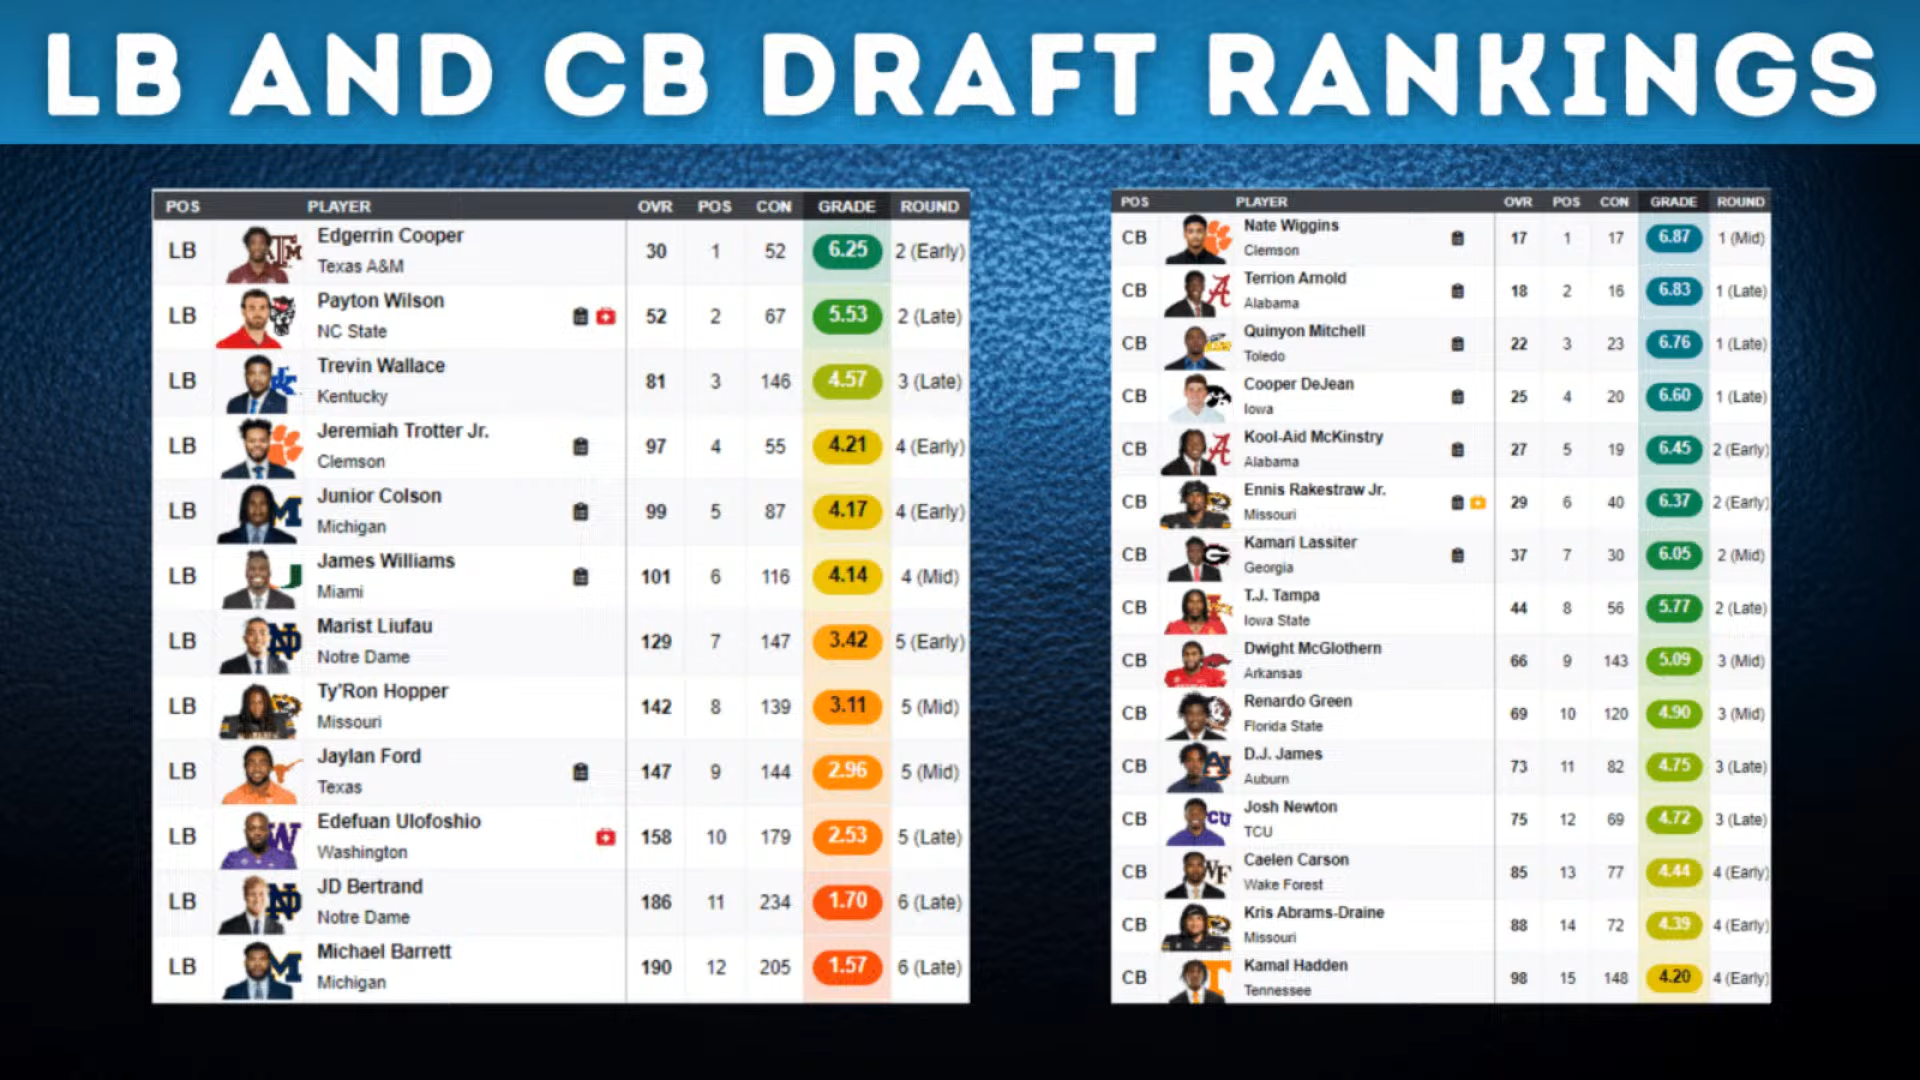 LB AND CB DRAFT RANKINGS
POS PLAYER OVR POS CON GRADE ROUND
LB Edgerrin Cooper Texas A&M 30 1 52 6.25 2 (Early)
LB Payton Wilson NC State 52 2 67 5.53 2 (Late)
LB Trevin Wallace Kentucky 81 3 146 4.57 3 (Late)
LB Jeremiah Trotter Jr. Clemson 97 4 55 4.21 4 (Early)
LB Junior Colson Michigan 99 5 87 4.17 4 (Early)
LB James Williams Miami 101 6 116 4.14 4 (Mid)
LB Marist Liufau Notre Dame 129 7 147 3.42 5 (Early)
LB Ty'Ron Hopper Missouri 142 8 139 3.11 5 (Mid)
LB Jaylan Ford Texas 147 9 144 2.96 5 (Mid)
LB Edefuan Ulofoshio Washington 158 10 179 2.53 5 (Late)
LB JD Bertrand Notre Dame 186 11 234 1.70 6 (Late)
LB Michael Barrett Michigan 190 12 205 1.57 6 (Late)
POS PLAYER OVR POS CON GRADE ROUND
CB Nate Wiggins Clemson 17 1 17 6.87 1 (Mid)
CB Terrion Arnold Alabama 18 2 16 6.83 1 (Late)
CB Quinyon Mitchell Toledo 22 3 23 6.76 1 (Late)
CB Cooper DeJean Iowa 25 4 20 6.60 1 (Late)
CB Kool-Aid McKinstry Alabama 27 5 19 6.45 2 (Early)
CB Ennis Rakestraw Jr. Missouri 29 6 40 6.37 2 (Early)
CB Kamari Lassiter Georgia 37 7 30 6.05 2 (Mid)
CB T.J. Tampa Iowa State 44 8 56 5.77 2 (Late)
CB Dwight McGlothern Arkansas 66 9 143 5.09 3 (Mid)
CB Renardo Green Florida State 69 10 120 4.90 3 (Mid)
CB D.J. James Auburn 73 11 82 4.75 3 (Late)
CB Josh Newton TCU 75 12 69 4.72 3 (Late)
CB Caelen Carson Wake Forest 85 13 77 4.44 4 (Early)
CB Kris Abrams-Draine Missouri 88 14 72 4.39 4 (Early)
CB Kamal Hadden Tennessee 98 15 148 4.20 4 (Early)